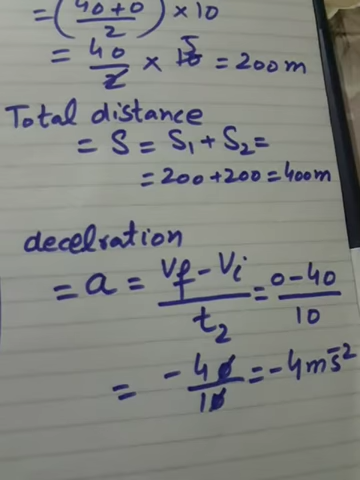 =(40+0/2)×10
= 40/2 × 10 5 = 200m
Total distance
= S = S₁ + S₂ =
= 200+200 = 400m
decelration
= a = Vf - Vi / t₂ = 0-40 / 10
= -40/10 = -4ms⁻²